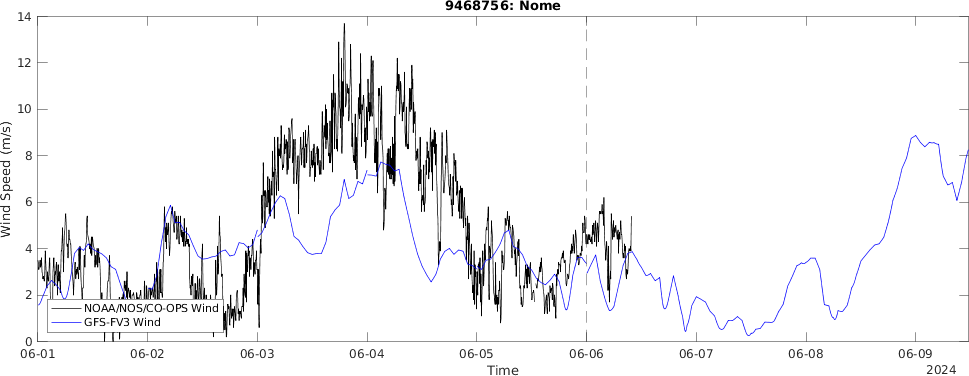 9468756: Nome
14
12
10
8
6
4
2
0
Wind Speed (m/s)
NOAA/NOS/CO-OPS Wind
GFS-FV3 Wind
06-01 06-02 06-03 06-04 06-05 06-06 06-07 06-08 06-09
Time
2024